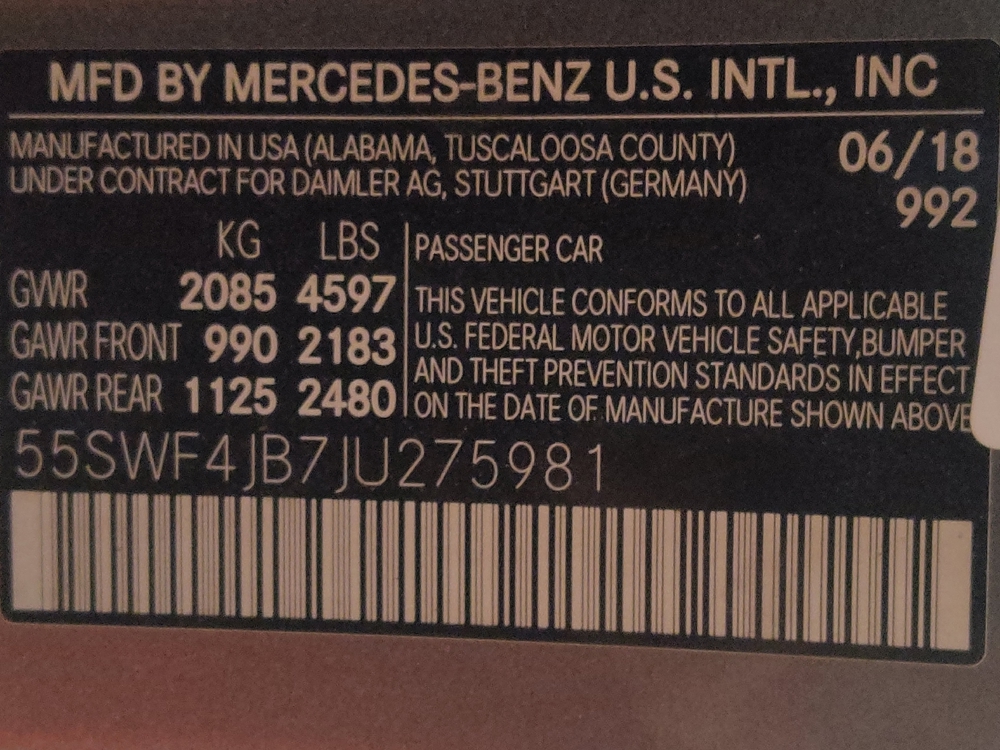 MFD BY MERCEDES-BENZ U.S. INTL., INC
MANUFACTURED IN USA (ALABAMA, TUSCALOOSA COUNTY) 06/18
UNDER CONTRACT FOR DAIMLER AG, STUTTGART (GERMANY) 992
KG LBS PASSENGER CAR
GVWR 2085 4597 THIS VEHICLE CONFORMS TO ALL APPLICABLE
GAWR FRONT 990 2183 U.S. FEDERAL MOTOR VEHICLE SAFETY,BUMPER
AND THEFT PREVENTION STANDARDS IN EFFECT
GAWR REAR 1125 2480 ON THE DATE OF MANUFACTURE SHOWN ABOVE
55SWF4JB7JU275981